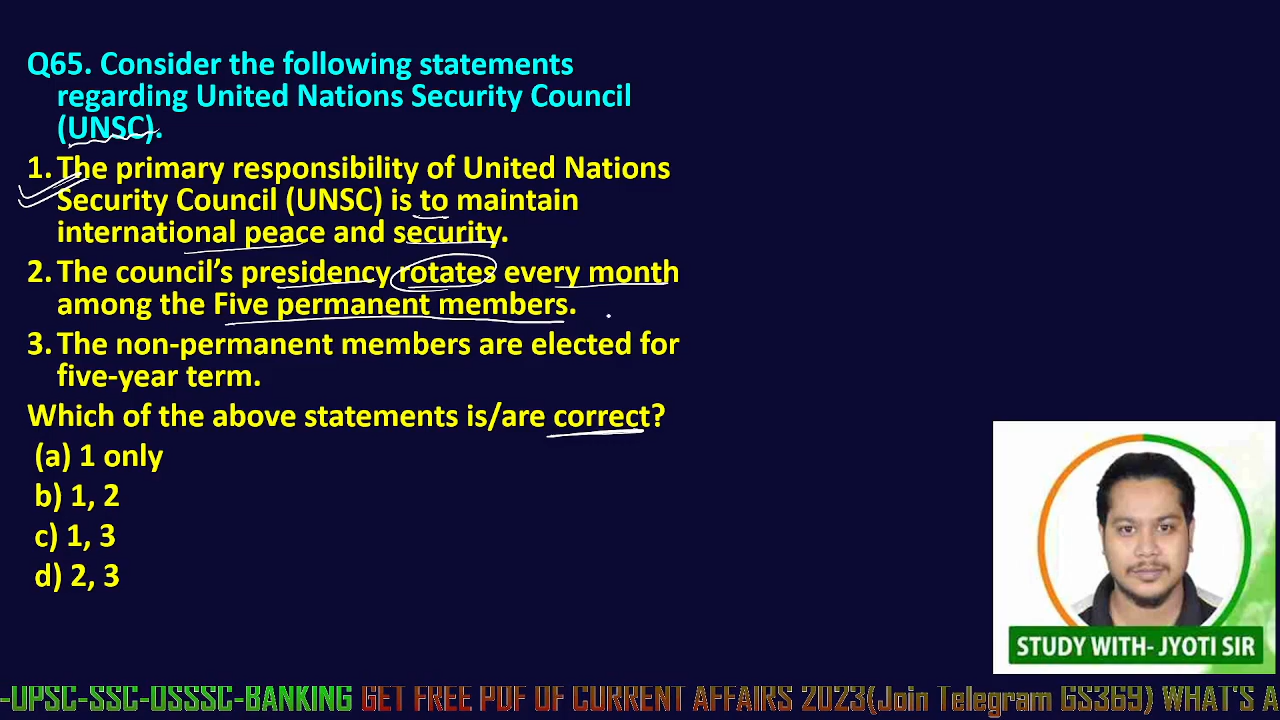 Q65. Consider the following statements
regarding United Nations Security Council
(UNSC).
1. The primary responsibility of United Nations
Security Council (UNSC) is to maintain
international peace and security.
2. The council's presidency rotates every month
among the Five permanent members.
3. The non-permanent members are elected for
five-year term.
Which of the above statements is/are correct?
(a) 1 only
b) 1, 2
c) 1, 3
d) 2, 3
STUDY WITH- JYOTI SIR
-UPSC-SSC-OSSSC-BANKING GET FREE PDF OF CURRENT AFFAIRS 2023(Join Telegram GS369) WHAT'S A